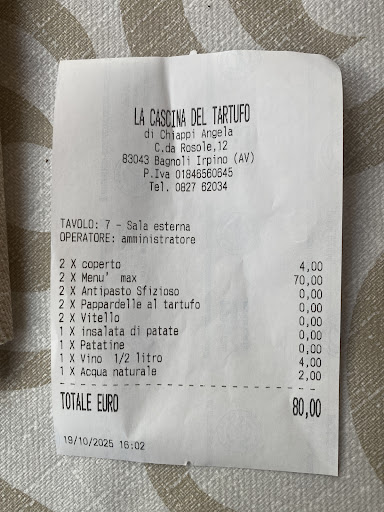 LA CASCINA DEL TARTUFO
di Chiappi Angela
C.da Rosole,12
83043 Bagnoli Irpino (AV)
P.Iva 01846560645
Tel. 0827 62034
TAVOLO: 7 - Sala esterna
OPERATORE: amministratore
2 X coperto 4,00
2 X Menu' max 70,00
2 X Antipasto Sfizioso 0,00
2 X Pappardelle al tartufo 0,00
2 X Vitello 0,00
1 X insalata di patate 0,00
1 X Patatine 0,00
1 X Vino 1/2 litro 4,00
1 X Acqua naturale 2,00
TOTALE EURO 80,00
19/10/2025 16:02